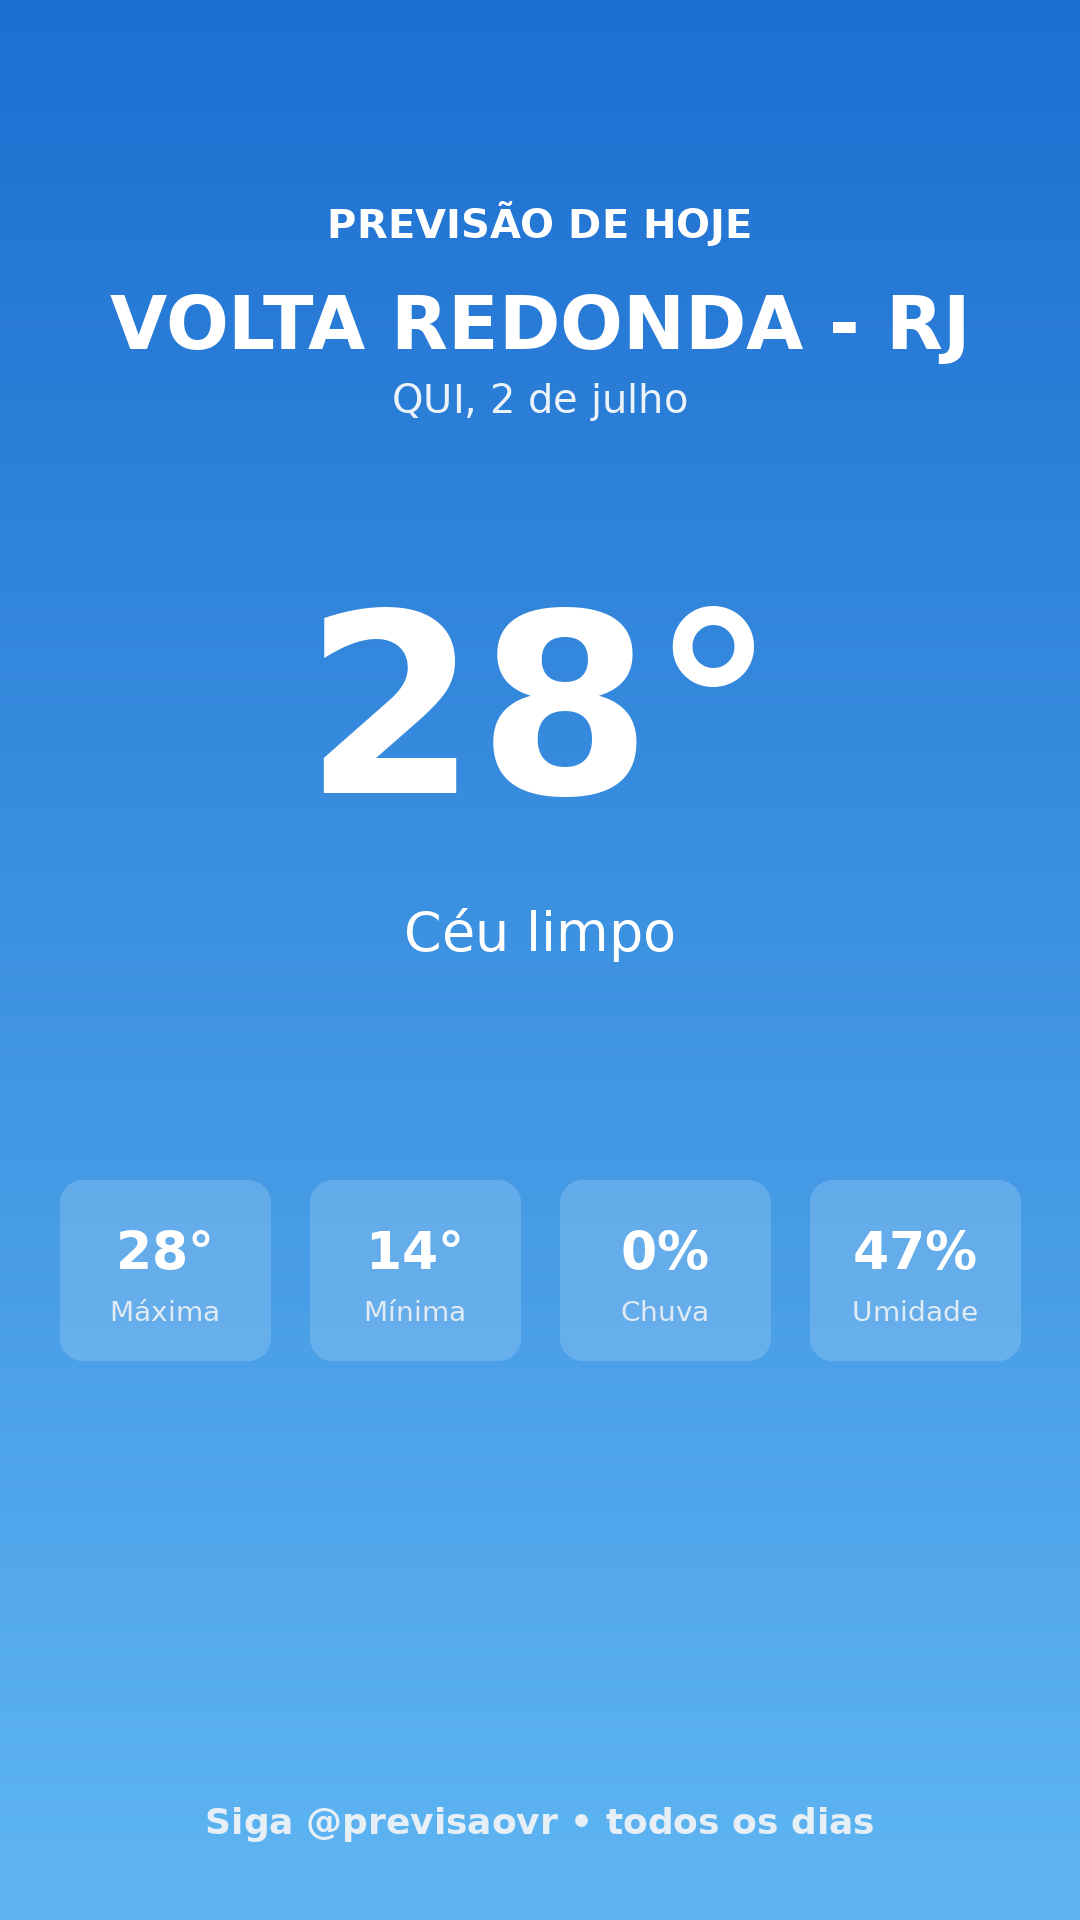 PREVISÃO DE HOJE
VOLTA REDONDA - RJ
QUI, 2 de julho
28°
Céu limpo
28° 14° 0% 47%
Máxima Mínima Chuva Umidade
Siga @previsaovr • todos os dias